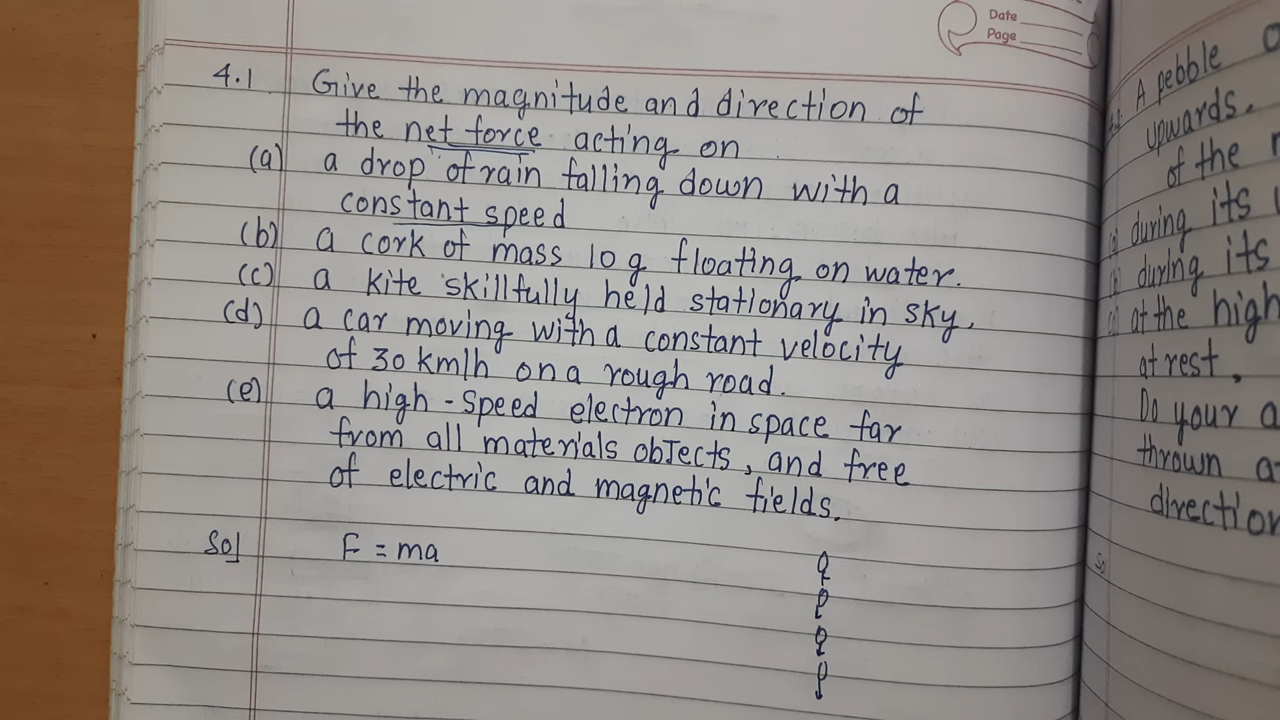 Date
Page
4.1 Give the magnitude and direction of
the net force acting on
(a) a drop of rain falling down with a
constant speed
(b) a cork of mass 10 g floating on water.
(c) a kite skillfully held stationary in sky.
(d) a car moving with a constant velocity
of 30 km/h on a rough road.
(e) a high-speed electron in space far
from all materials objects, and free
of electric and magnetic fields.
Sol F = ma
A pebble
upwards.
of the
(a) during its
(b) during its
(c) at the high
at rest.
Do your
thrown
direction